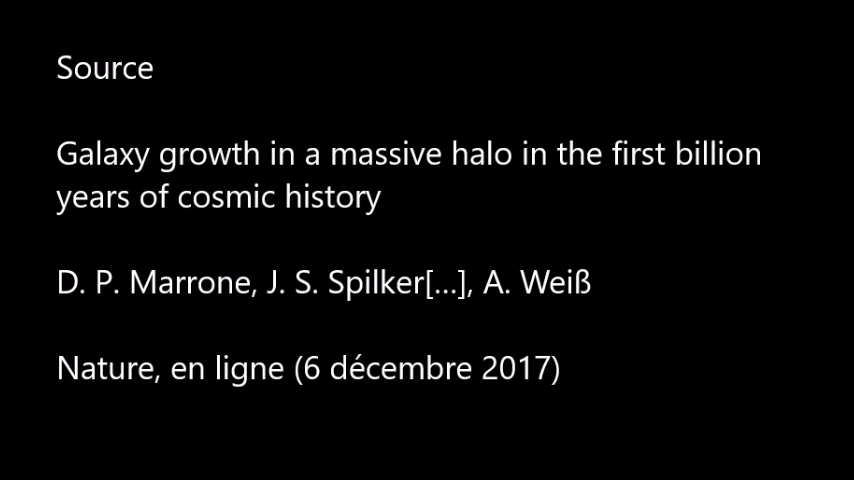 Source
Galaxy growth in a massive halo in the first billion
years of cosmic history
D. P. Marrone, J. S. Spilker[...], A. Weiß
Nature, en ligne (6 décembre 2017)